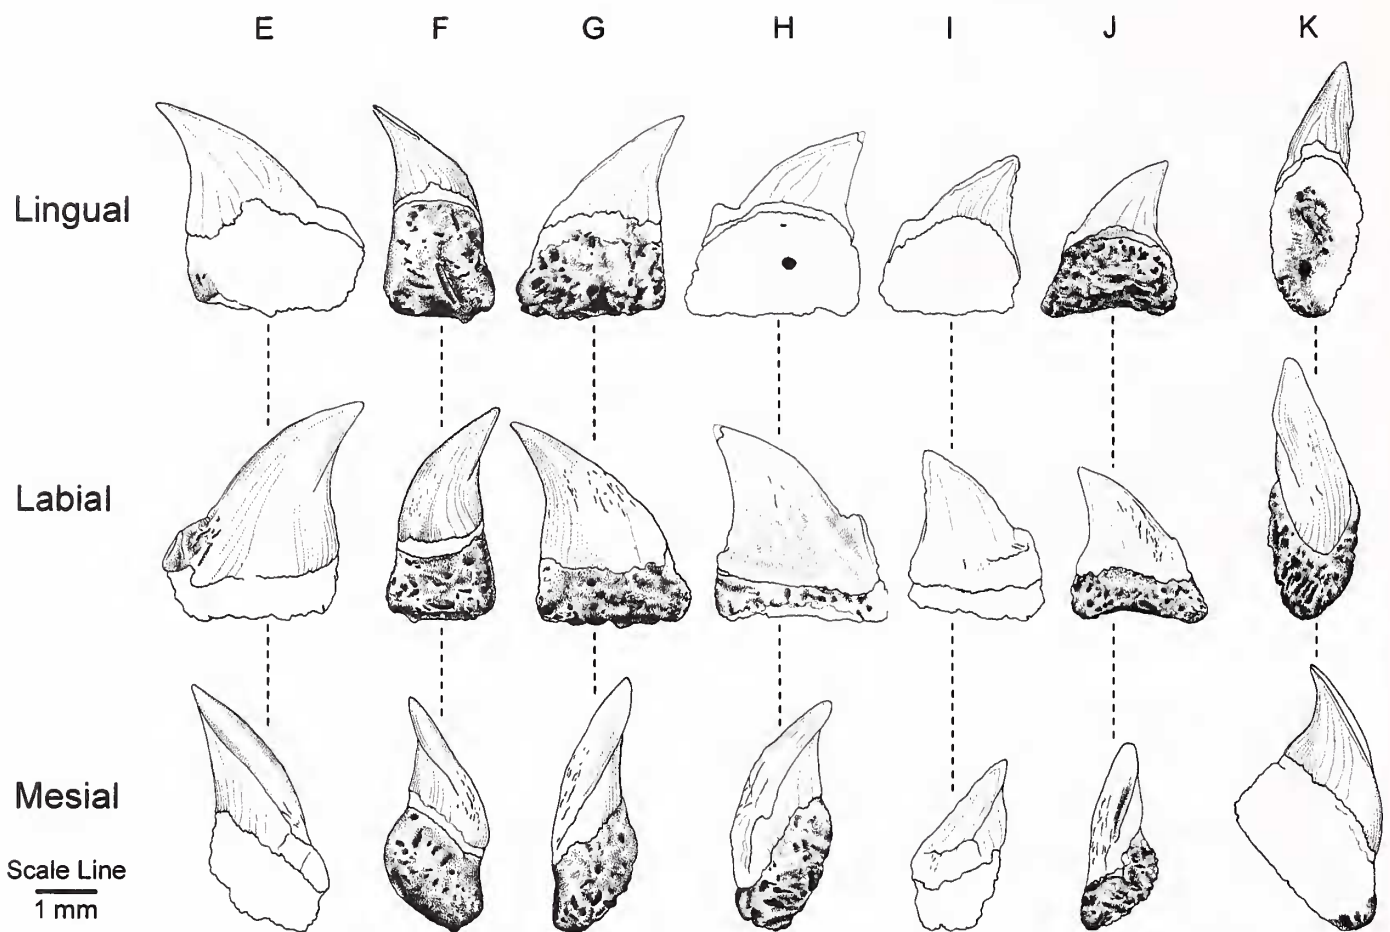 E F G H I J K
Lingual
Labial
Mesial
Scale Line
1 mm